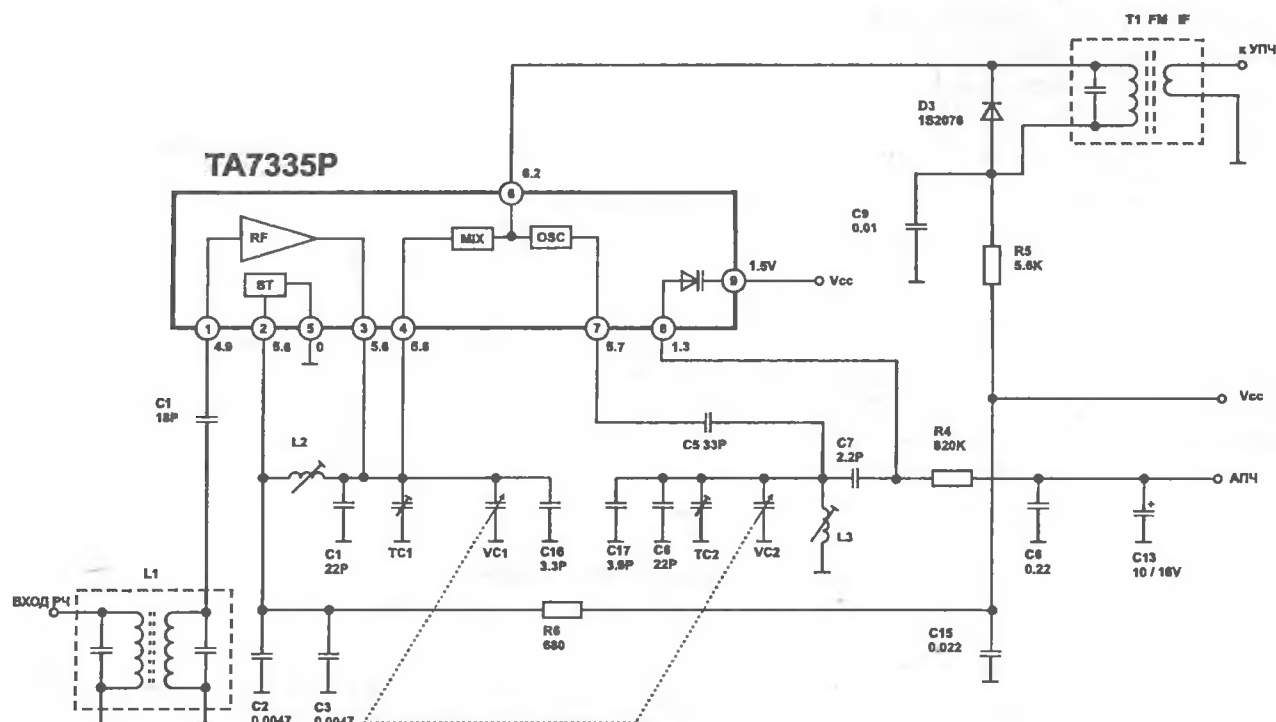 T1 FM IF
к УПЧ
D3
1S2076
TA7335P
6.2
6
C9
0.01
RF
MIX
OSC
R5
5.6K
1.5V
9
Vcc
ST
1
2
5
3
4
7
8
4.9
5.6
0
5.6
5.6
5.7
1.3
C1
18P
Vcc
L2
C5 33P
C7
2.2P
R4
820K
АПЧ
C1
22P
TC1
VC1
C16
3.3P
C17
3.9P
C6
22P
TC2
VC2
L3
C6
0.22
+
C13
10 / 16V
L1
ВХОД РЧ
R6
680
C15
0.022
C2
0.0047
C3
0.0047